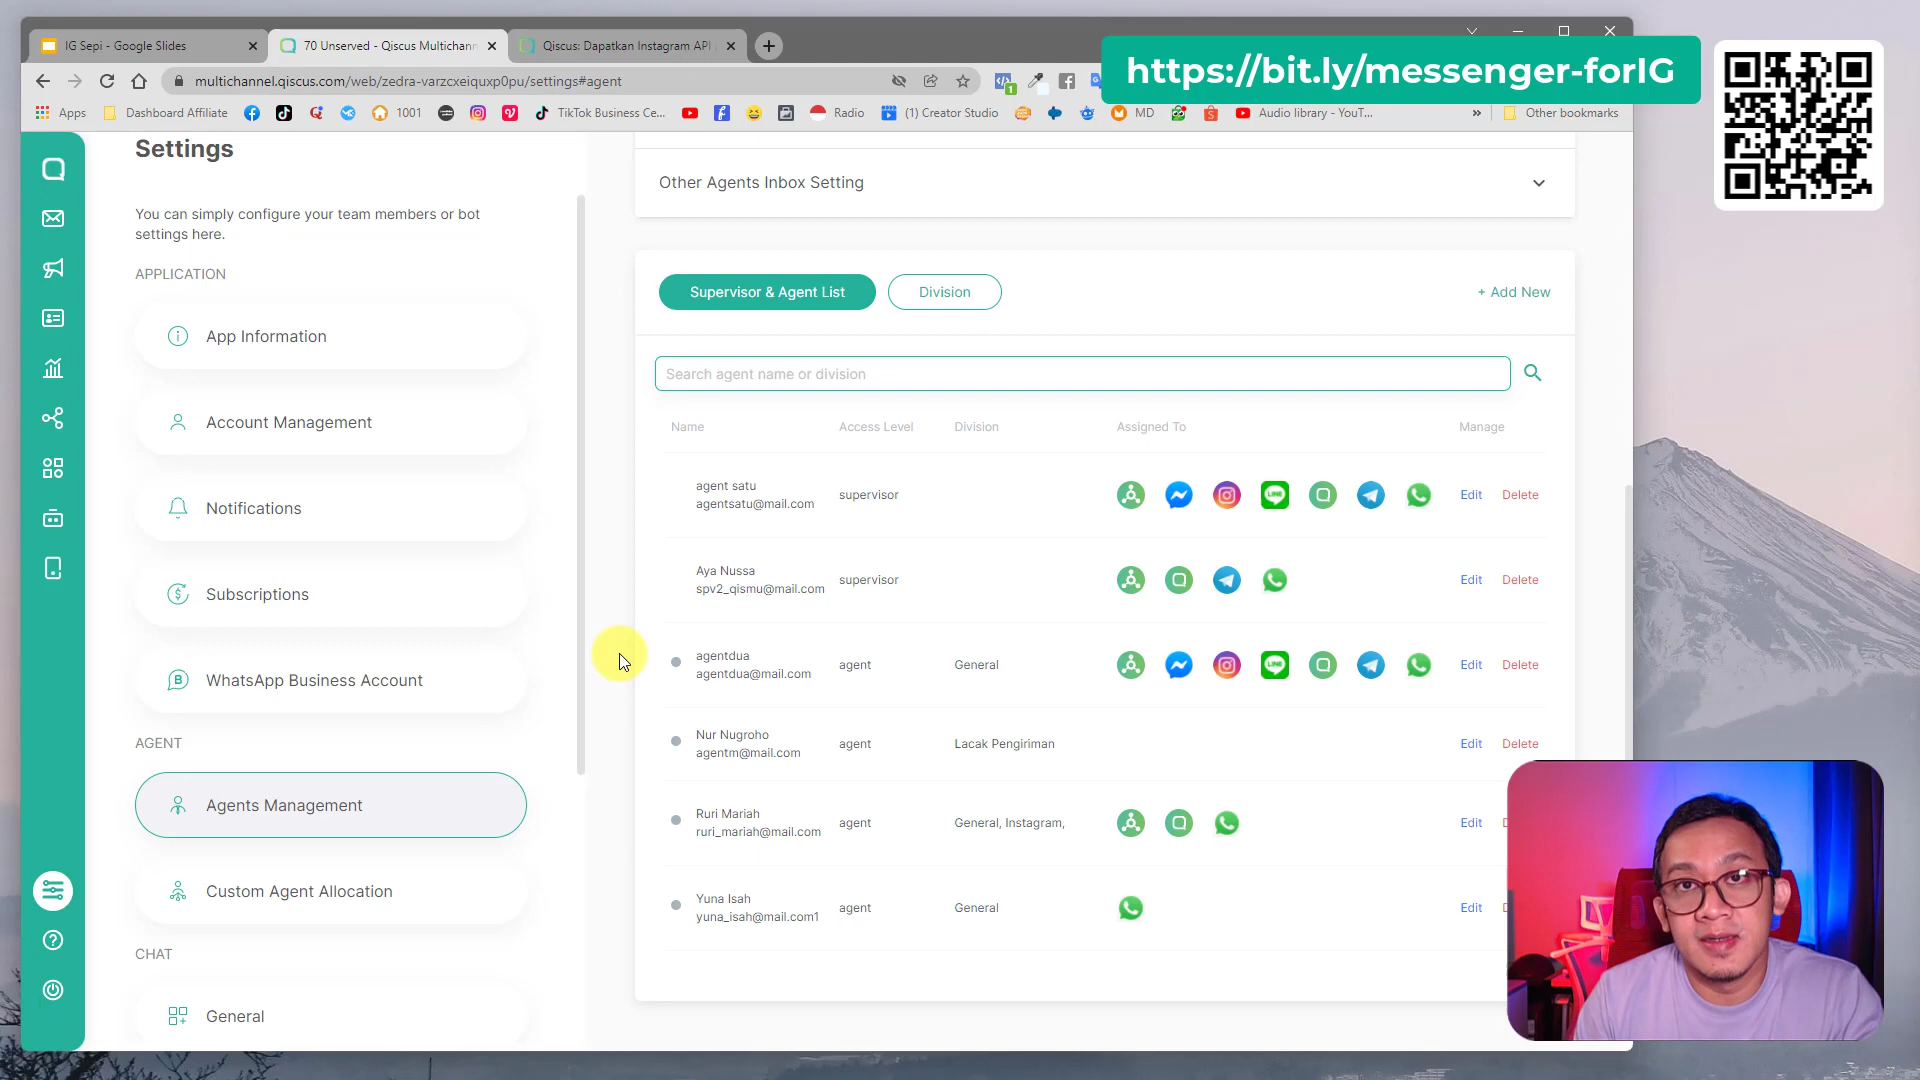 IG Sepi - Google Slides
70 Unserved - Qiscus Multichann
Qiscus: Dapatkan Instagram API
multichannel.qiscus.com/web/zedra-varzcxeiquxp0pu/settings#agent
https://bit.ly/messenger-forIG
Apps
Dashboard Affiliate
1001
TikTok Business Ce...
Radio
(1) Creator Studio
MD
Audio library - YouT...
Other bookmarks
Settings
You can simply configure your team members or bot
settings here.
APPLICATION
App Information
Account Management
Notifications
Subscriptions
WhatsApp Business Account
AGENT
Agents Management
Custom Agent Allocation
CHAT
General
Other Agents Inbox Setting
Supervisor & Agent List
Division
+ Add New
Search agent name or division
Name Access Level Division Assigned To Manage
agent satu
agentsatu@mail.com
supervisor
LINE
Edit Delete
Aya Nussa
spv2_qismu@mail.com
supervisor
Edit Delete
agentdua
agentdua@mail.com
agent
General
LINE
Edit Delete
Nur Nugroho
agentm@mail.com
agent
Lacak Pengiriman
Edit Delete
Ruri Mariah
ruri_mariah@mail.com
agent
General, Instagram,
Edit
Yuna Isah
yuna_isah@mail.com1
agent
General
Edit